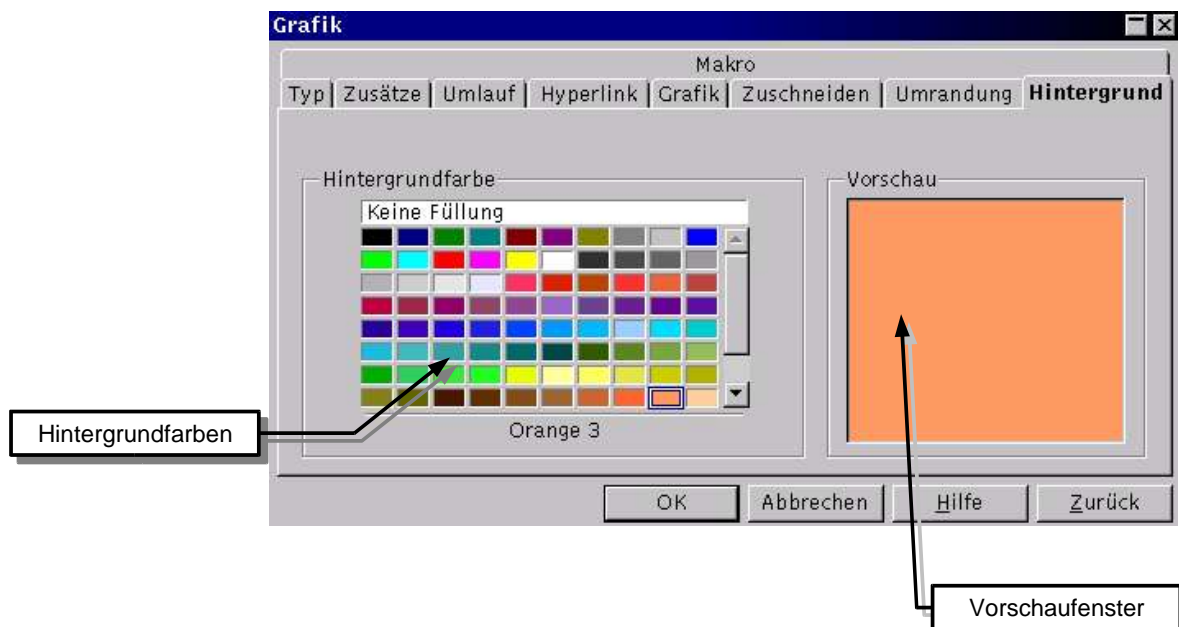 Grafik
Makro
Typ Zusätze Umlauf Hyperlink Grafik Zuschneiden Umrandung Hintergrund
Hintergrundfarbe
Vorschau
Keine Füllung
Hintergrundfarben
Orange 3
OK Abbrechen Hilfe Zurück
Vorschaufenster